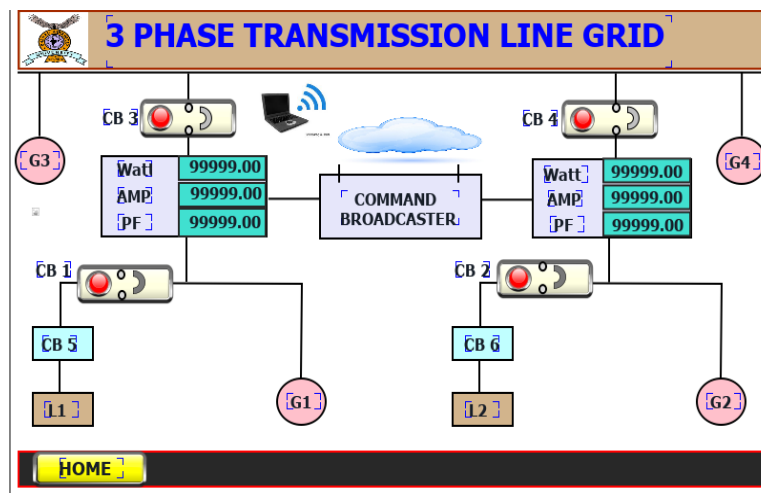 3 PHASE TRANSMISSION LINE GRID
CB 3
CB 4
G3
G4
Watt 99999.00
AMP 99999.00
PF 99999.00
COMMAND
BROADCASTER
Watt 99999.00
AMP 99999.00
PF 99999.00
CB 1
CB 2
CB 5
CB 6
L1
G1
L2
G2
HOME